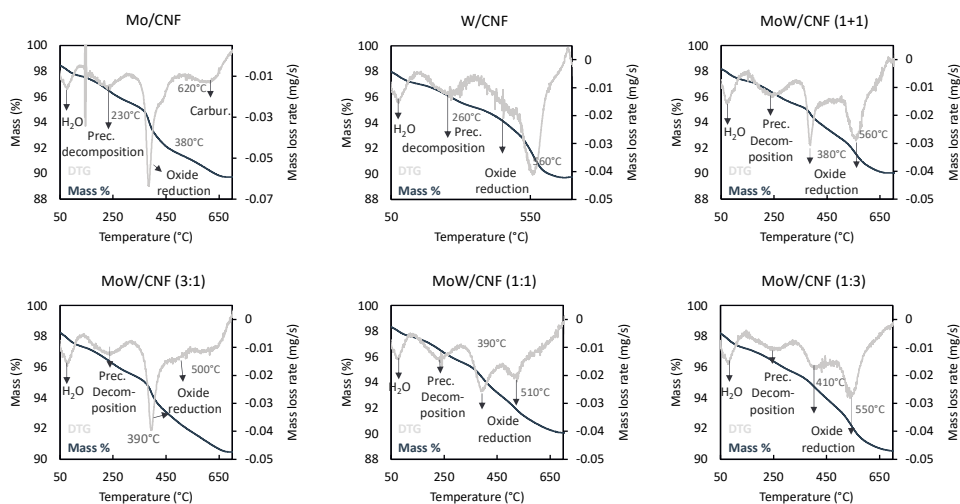 Mo/CNF
W/CNF
MoW/CNF (1+1)
100
98
96
94
92
90
88
Mass (%)
50
250
450
650
Temperature (°C)
-0.01
-0.03
-0.05
-0.07
Mass loss rate (mg/s)
H2O
230°C
Prec.
decomposition
380°C
Oxide
reduction
620°C
Carbur.
DTG
Mass %
100
98
96
94
92
90
88
Mass (%)
50
550
Temperature (°C)
0
-0.01
-0.02
-0.03
-0.04
-0.05
Mass loss rate (mg/s)
H2O
260°C
Prec.
decomposition
560°C
Oxide
reduction
DTG
Mass %
100
98
96
94
92
90
88
Mass (%)
50
250
450
650
Temperature (°C)
0
-0.01
-0.02
-0.03
-0.04
-0.05
Mass loss rate (mg/s)
H2O
Prec.
Decom-
position
380°C
560°C
Oxide
reduction
DTG
Mass %
MoW/CNF (3:1)
MoW/CNF (1:1)
MoW/CNF (1:3)
100
98
96
94
92
90
Mass (%)
50
250
450
650
Temperature (°C)
0
-0.01
-0.02
-0.03
-0.04
-0.05
Mass loss rate (mg/s)
H2O
Prec.
Decom-
position
390°C
500°C
Oxide
reduction
DTG
Mass %
100
98
96
94
92
90
88
Mass (%)
50
250
450
650
Temperature (°C)
0
-0.01
-0.02
-0.03
-0.04
-0.05
Mass loss rate (mg/s)
H2O
Prec.
Decom-
position
390°C
510°C
Oxide
reduction
DTG
Mass %
100
98
96
94
92
90
Mass (%)
50
250
450
650
Temperature (°C)
0
-0.01
-0.02
-0.03
-0.04
-0.05
Mass loss rate (mg/s)
H2O
Prec.
Decom-
position
410°C
550°C
Oxide
reduction
DTG
Mass %